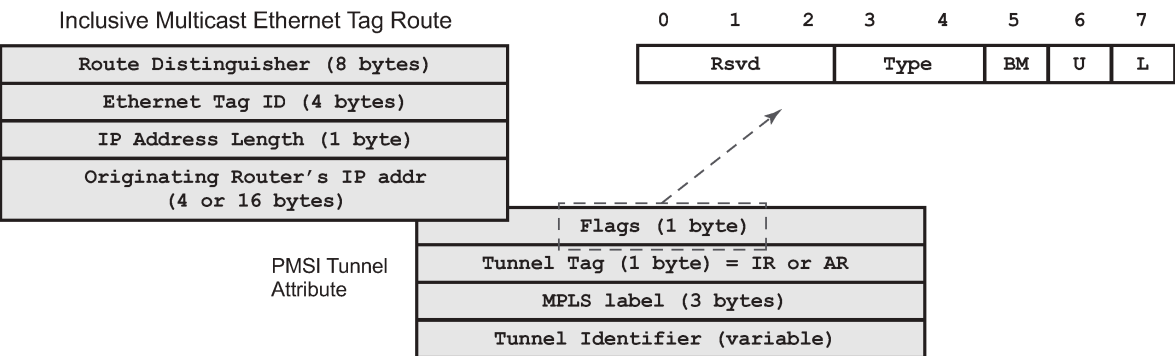 Inclusive Multicast Ethernet Tag Route
Route Distinguisher (8 bytes)
Ethernet Tag ID (4 bytes)
IP Address Length (1 byte)
Originating Router’s IP addr
(4 or 16 bytes)
0 1 2 3 4 5 6 7
Rsvd Type BM U L
PMSI Tunnel
Attribute
Flags (1 byte)
Tunnel Tag (1 byte) = IR or AR
MPLS label (3 bytes)
Tunnel Identifier (variable)